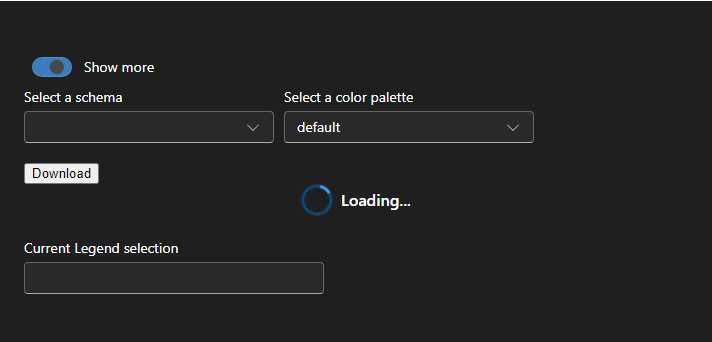 Show more
Select a schema
Select a color palette
default
Download
Loading...
Current Legend selection